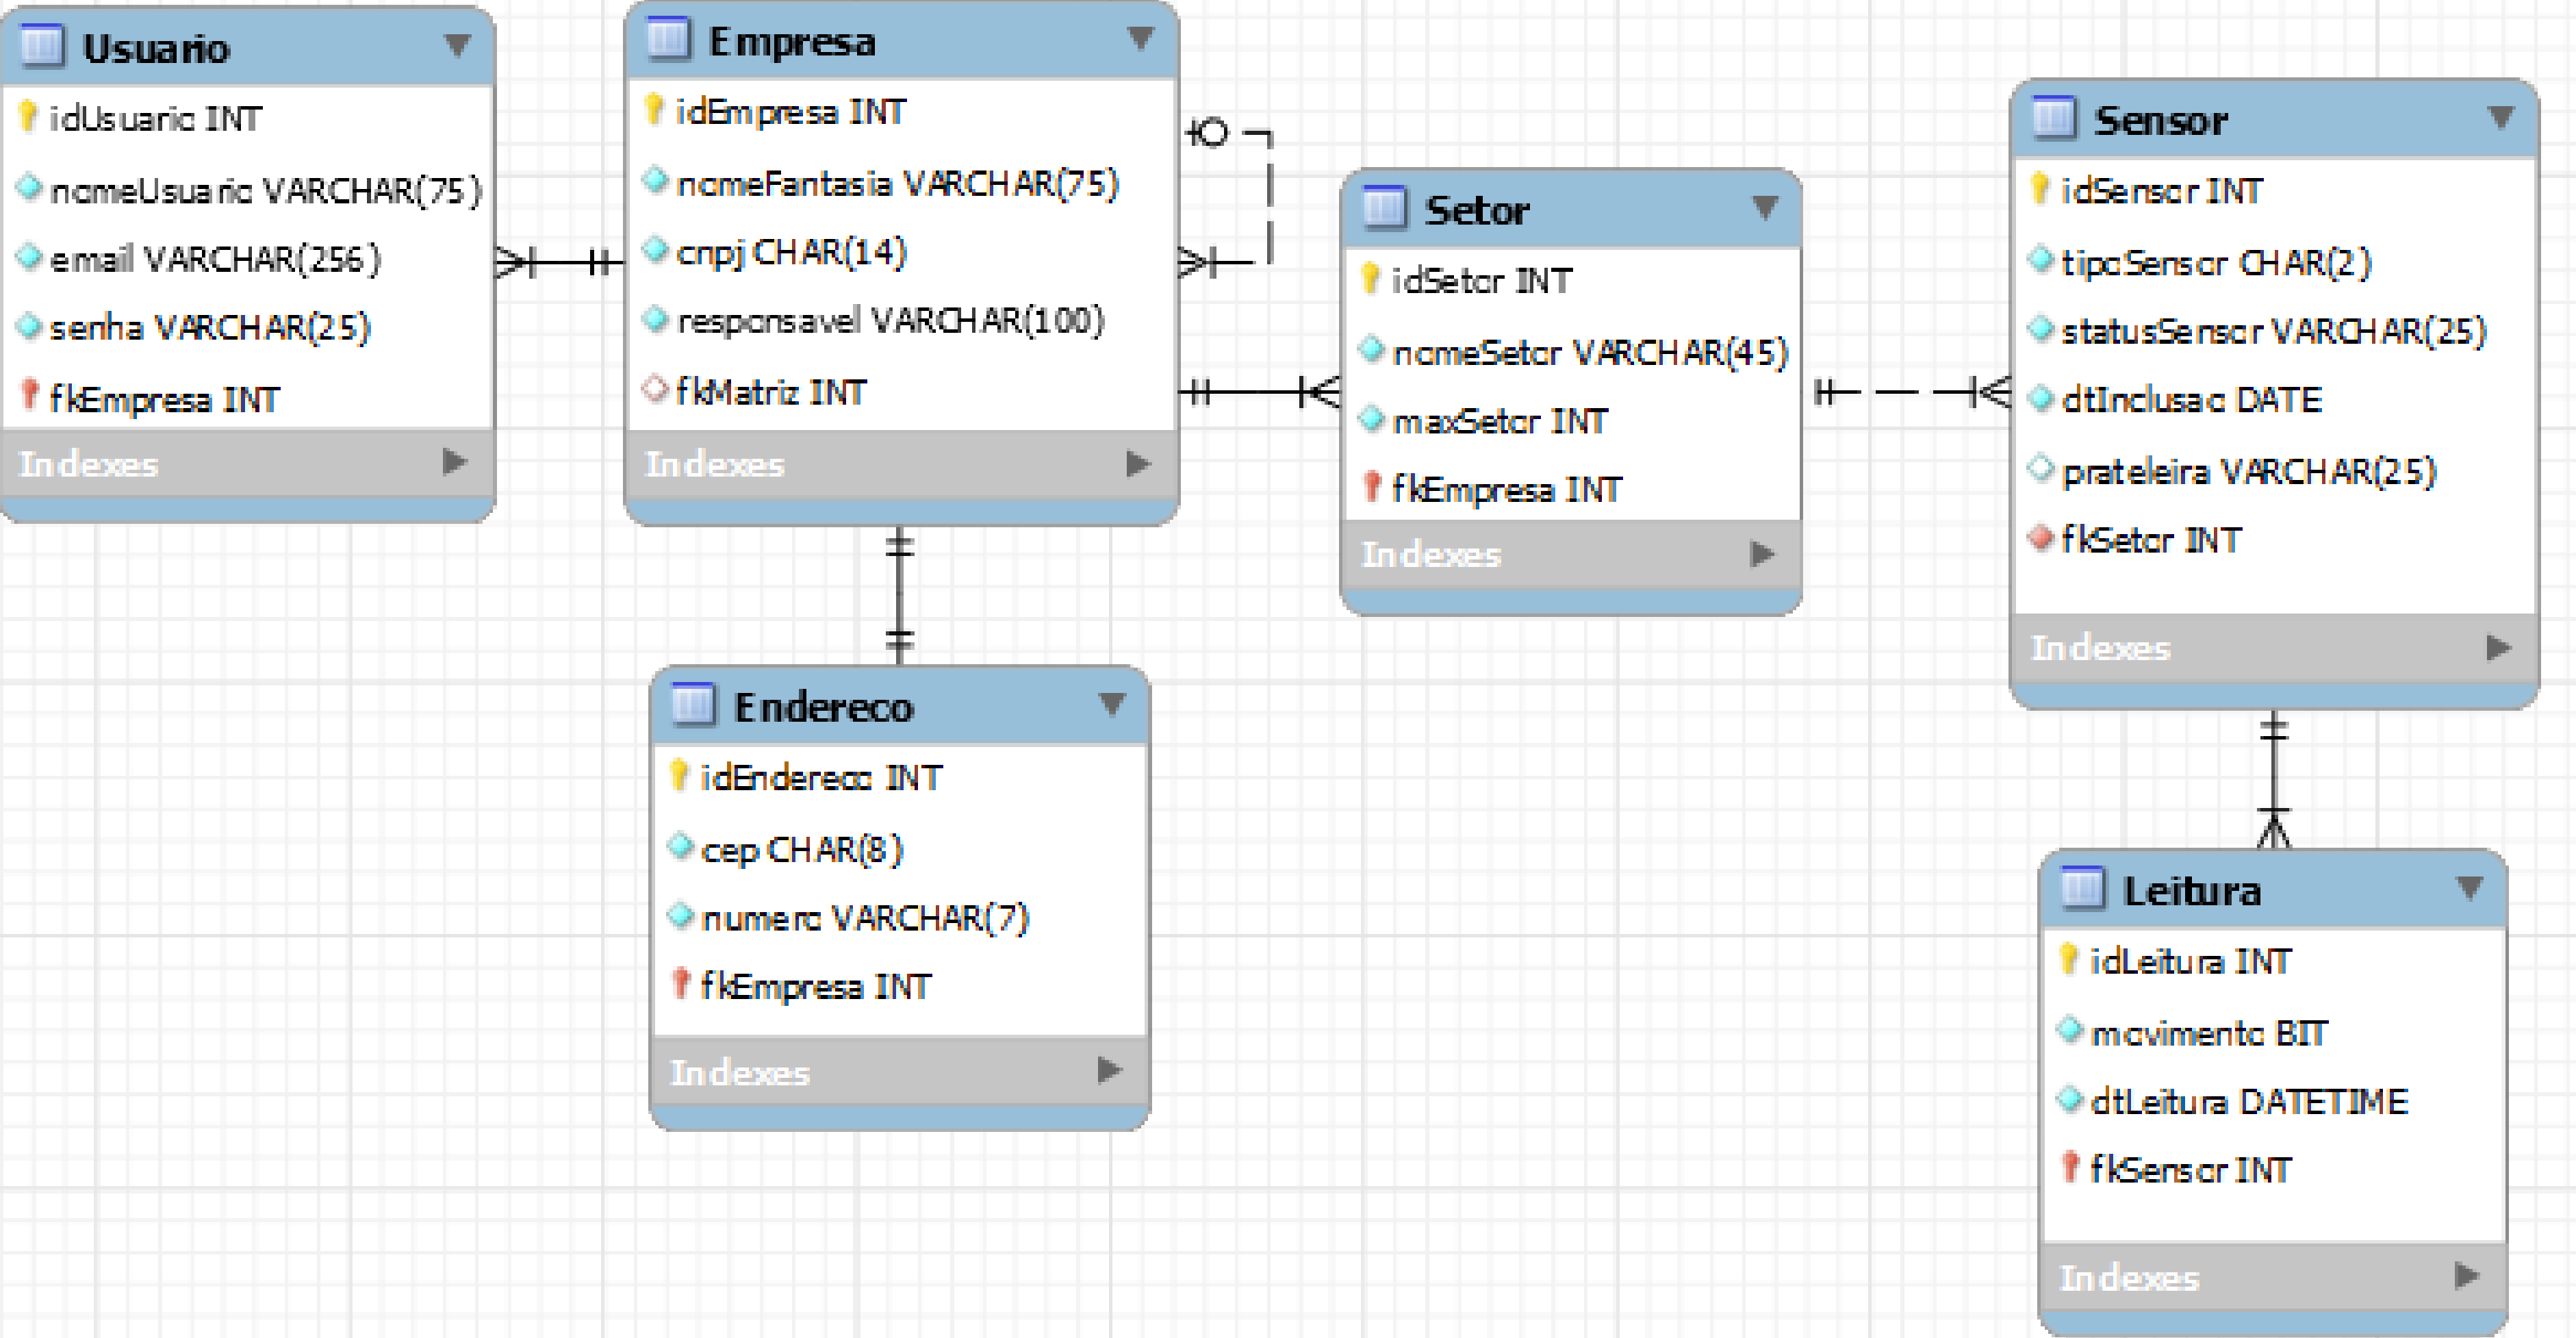 Usuario
idUsuario INT
nomeUsuario VARCHAR(75)
email VARCHAR(256)
senha VARCHAR(25)
fkEmpresa INT
Indexes
Empresa
idEmpresa INT
nomeFantasia VARCHAR(75)
cnpj CHAR(14)
responsavel VARCHAR(100)
fkMatriz INT
Indexes
Setor
idSetor INT
nomeSetor VARCHAR(45)
maxSetor INT
fkEmpresa INT
Indexes
Sensor
idSensor INT
tipoSensor CHAR(2)
statusSensor VARCHAR(25)
dtInclusao DATE
prateleira VARCHAR(25)
fkSetor INT
Indexes
Endereco
idEndereco INT
cep CHAR(8)
numero VARCHAR(7)
fkEmpresa INT
Indexes
Leitura
idLeitura INT
movimento BIT
dtLeitura DATETIME
fkSensor INT
Indexes